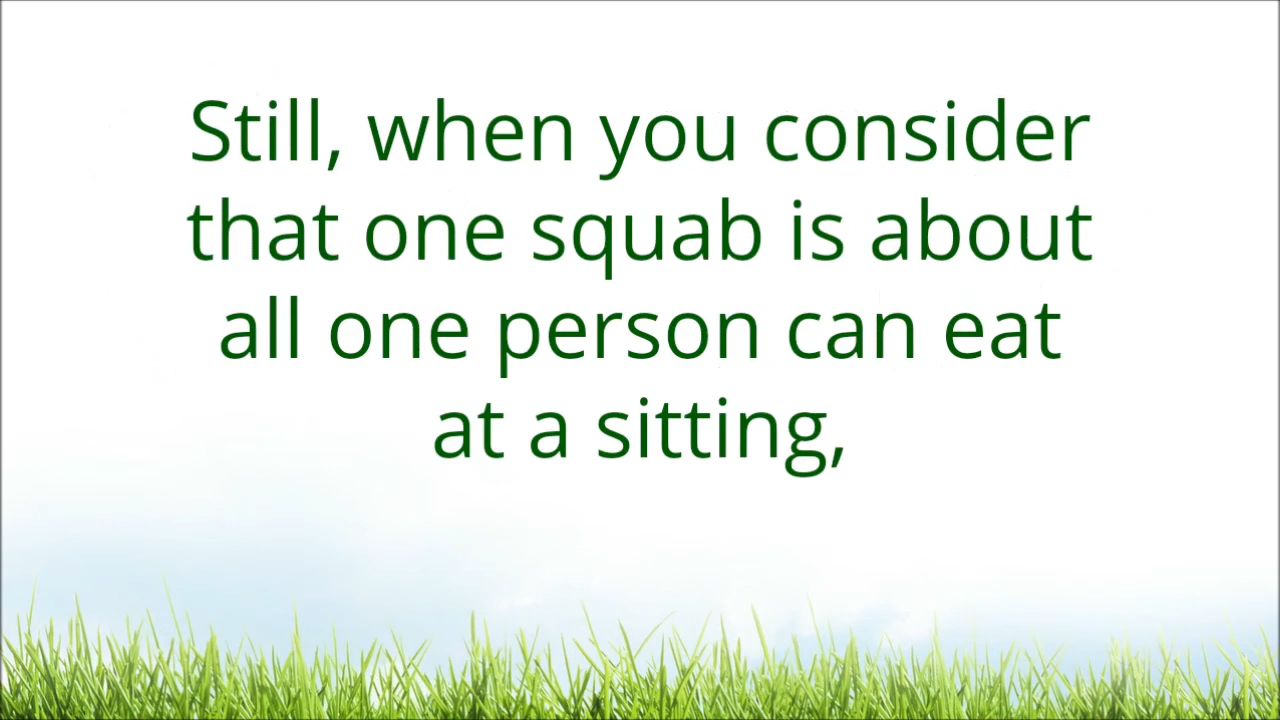 Still, when you consider
that one squab is about
all one person can eat
at a sitting,